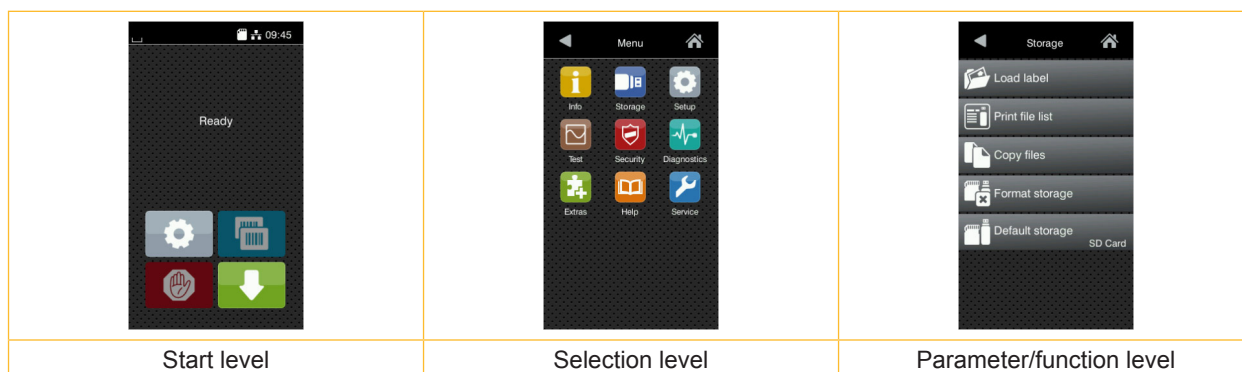 09:45
Ready
Menu
Info Storage Setup
Test Security Diagnostics
Extras Help Service
Storage
Load label
Print file list
Copy files
Format storage
Default storage
SD Card
Start level
Selection level
Parameter/function level